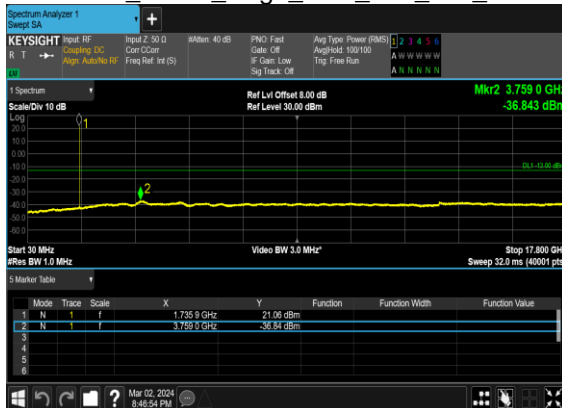 Spectrum Analyzer 1
Swept SA
+
KEYSIGHT Input: RF Input Z: 50 Ω #Atten: 40 dB PNO: Fast Avg Type: Power (RMS) 1 2 3 4 5 6
R T Coupling: DC Corr CCorr Gate: Off Avg|Hold: 100/100 A W W W W W
Align: Auto/No RF Freq Ref: Int (S) IF Gain: Low Trig: Free Run
Sig Track: Off A N N N N N
1 Spectrum Ref Lvl Offset 8.00 dB Mkr2 3.759 0 GHz
Scale/Div 10 dB Ref Level 30.00 dBm -36.843 dBm
Log
20.0 1
10.0
0.00
-10.0 DL1 -13.00 dBm
-20.0
-30.0 2
-40.0
-50.0
-60.0
Start 30 MHz Video BW 3.0 MHz* Stop 17.800 GHz
#Res BW 1.0 MHz Sweep 32.0 ms (40001 pts)
5 Marker Table
Mode Trace Scale X Y Function Function Width Function Value
1 N 1 f 1.735 9 GHz 21.06 dBm
2 N 1 f 3.759 0 GHz -36.84 dBm
3
4
5
6
? Mar 02, 2024
8:46:54 PM